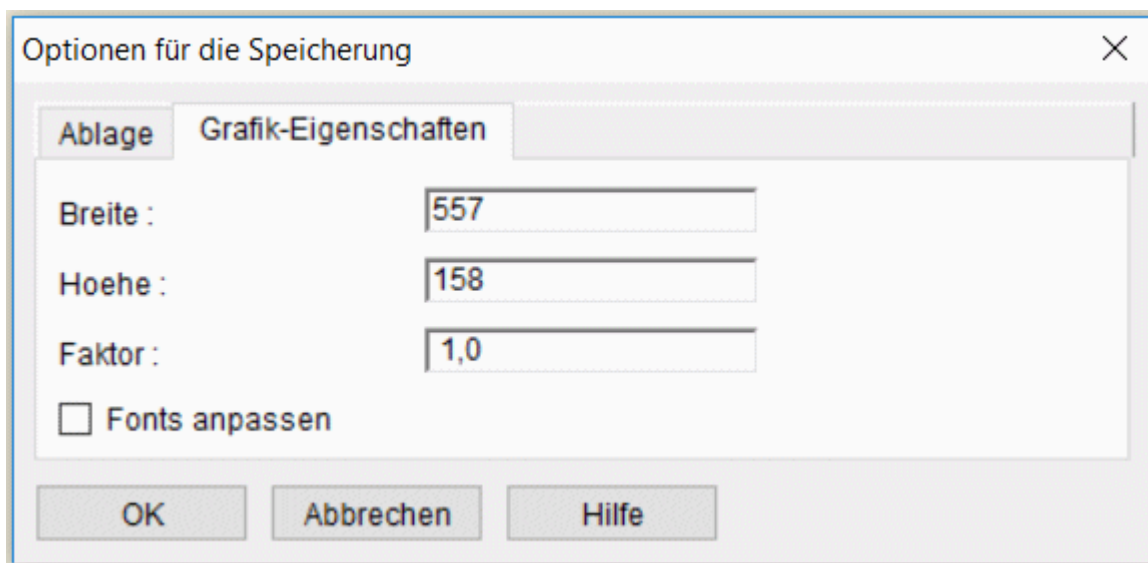 Optionen für die Speicherung
Ablage Grafik-Eigenschaften
Breite : 557
Hoehe : 158
Faktor : 1,0
Fonts anpassen
OK Abbrechen Hilfe